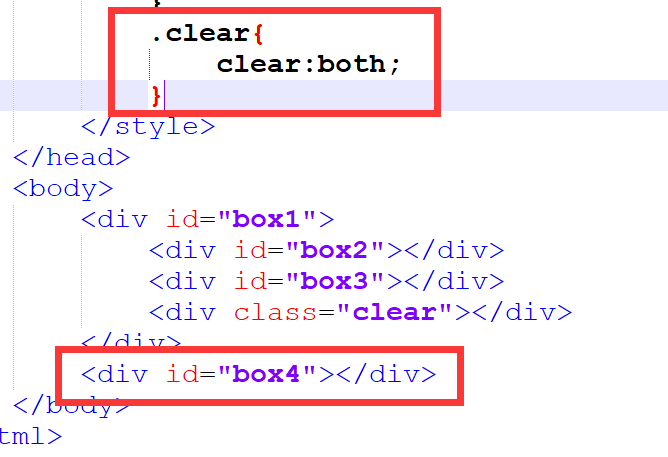 }
.clear{
clear:both;
}
</style>
</head>
<body>
<div id="box1">
<div id="box2"></div>
<div id="box3"></div>
<div class="clear"></div>
</div>
<div id="box4"></div>
</body>
tml>